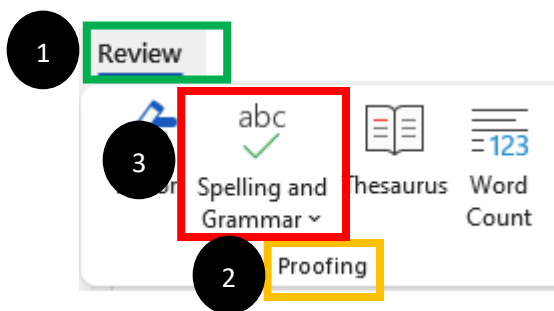 1
Review
abc
123
3
Spelling and
Grammar
Thesaurus
Word
Count
2
Proofing